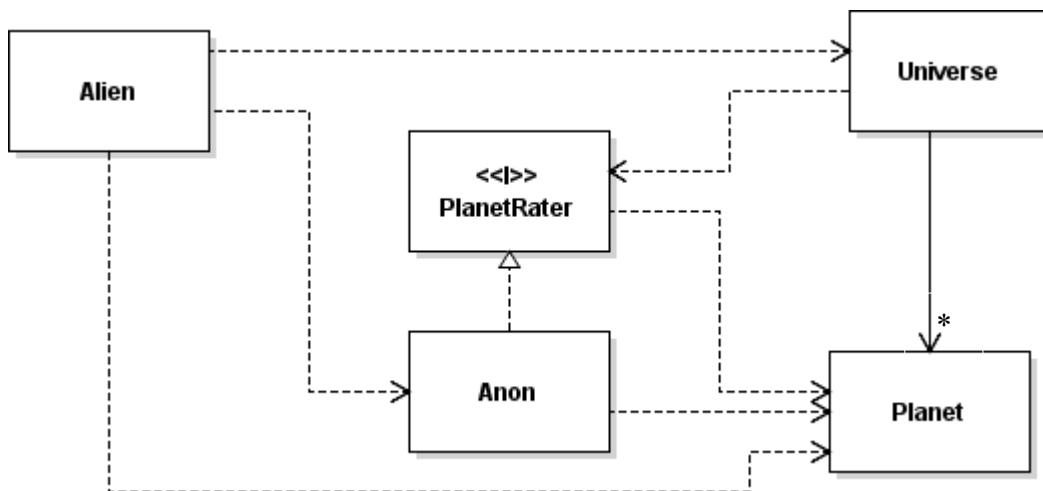 Alien
Universe
<<I>>
PlanetRater
*
Anon
Planet